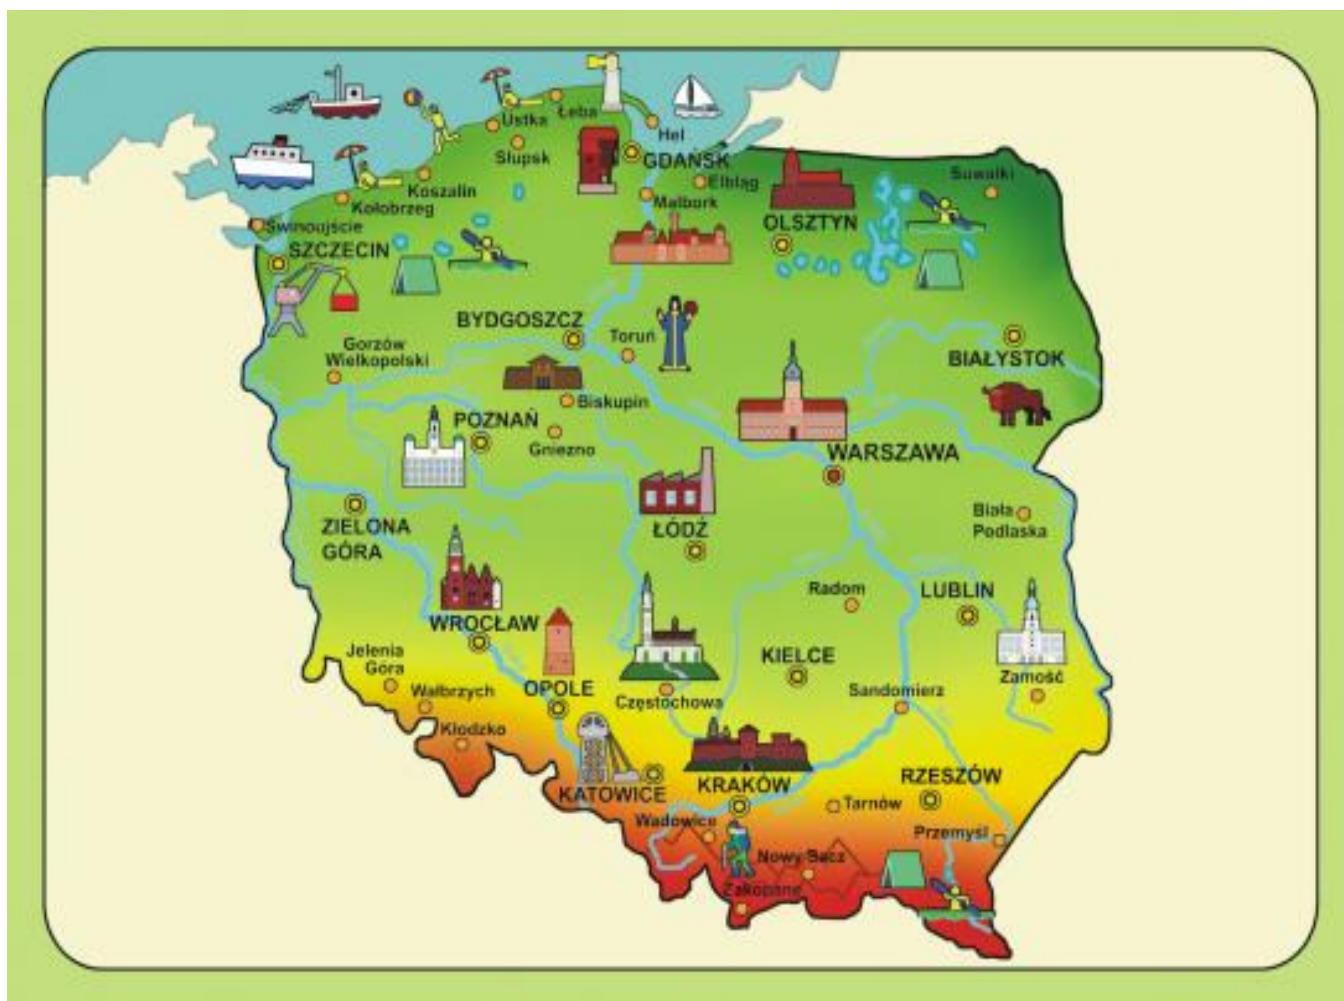 Ustka
Łeba
Hel
Słupsk
GDAŃSK
Elbląg
Suwałki
Koszalin
Malbork
Kołobrzeg
Świnoujście
OLSZTYN
SZCZECIN
BYDGOSZCZ
Toruń
Gorzów
Wielkopolski
BIAŁYSTOK
Biskupin
POZNAŃ
Gniezno
WARSZAWA
ZIELONA
GÓRA
ŁÓDŹ
Biała
Podlaska
Radom
LUBLIN
WROCŁAW
Jelenia
Góra
KIELCE
Zamość
Wałbrzych
OPOLE
Częstochowa
Sandomierz
Kłodzko
KATOWICE
KRAKÓW
RZESZÓW
Tarnów
Wadowice
Przemyśl
Nowy Sącz
Zakopane